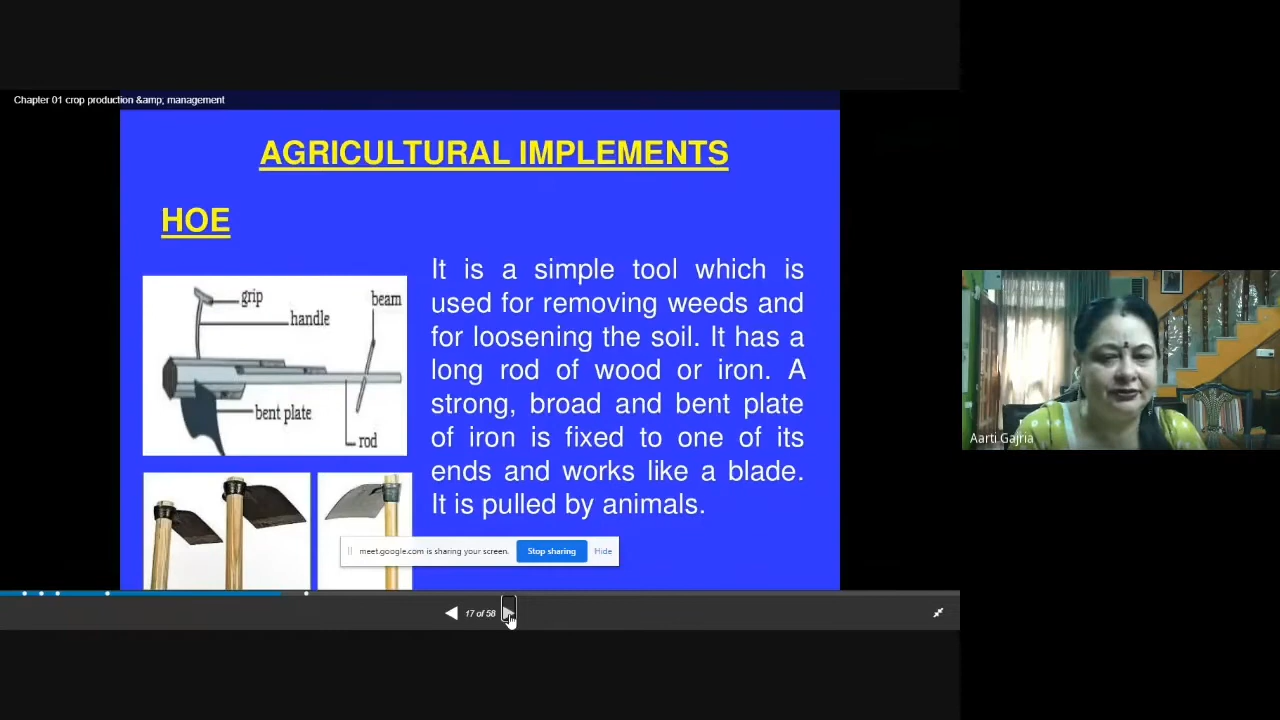 Chapter 01 crop production &amp; management
AGRICULTURAL IMPLEMENTS
HOE
grip
beam
handle
bent plate
rod
It is a simple tool which is
used for removing weeds and
for loosening the soil. It has a
long rod of wood or iron. A
strong, broad and bent plate
of iron is fixed to one of its
ends and works like a blade.
It is pulled by animals.
meet.google.com is sharing your screen. Stop sharing Hide
17 of 58
Aarti Gajria